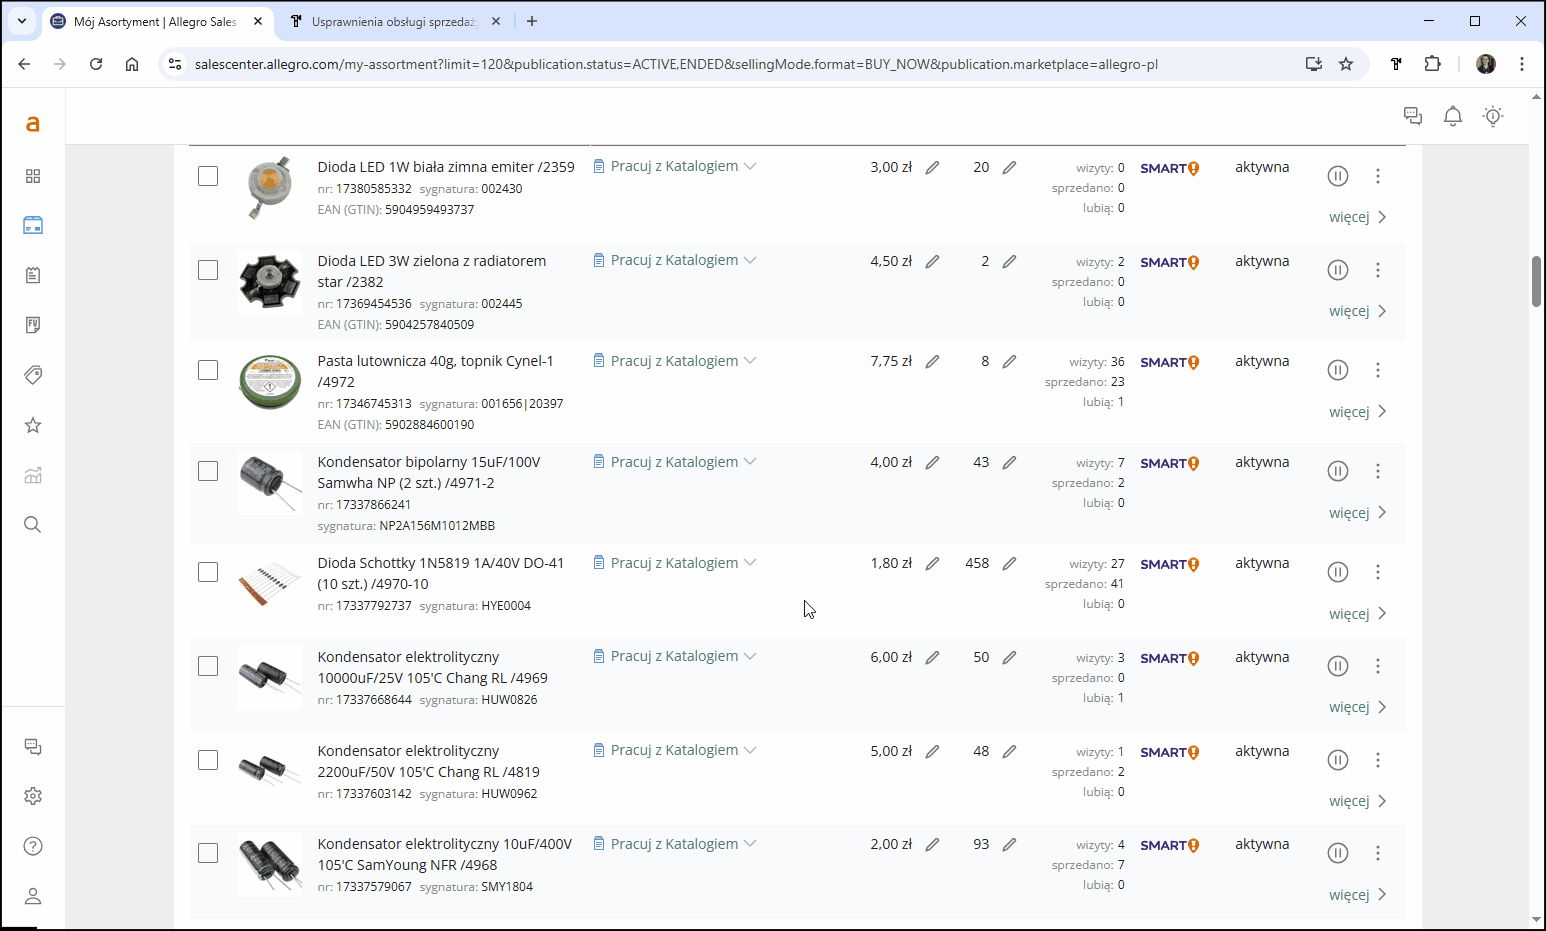 Mój Asortyment | Allegro Sales
Usprawnienia obsługi sprzedaż
salescenter.allegro.com/my-assortment?limit=120&publication.status=ACTIVE,ENDED&sellingMode.format=BUY_NOW&publication.marketplace=allegro-pl
a
Dioda LED 1W biała zimna emiter /2359 Pracuj z Katalogiem 3,00 zł 20 wizyty: 0 SMART! aktywna
nr: 17380585332 sygnatura: 002430 sprzedano: 0
EAN (GTIN): 5904959493737 lubią: 0 więcej
Dioda LED 3W zielona z radiatorem Pracuj z Katalogiem 4,50 zł 2 wizyty: 2 SMART! aktywna
star /2382 sprzedano: 0
nr: 17369454536 sygnatura: 002445 lubią: 0 więcej
EAN (GTIN): 5904257840509
Pasta lutownicza 40g, topnik Cynel-1 Pracuj z Katalogiem 7,75 zł 8 wizyty: 36 SMART! aktywna
/4972 sprzedano: 23
nr: 17346745313 sygnatura: 001656|20397 lubią: 1 więcej
EAN (GTIN): 5902884600190
Kondensator bipolarny 15uF/100V Pracuj z Katalogiem 4,00 zł 43 wizyty: 7 SMART! aktywna
Samwha NP (2 szt.) /4971-2 sprzedano: 2
nr: 17337866241 lubią: 0 więcej
sygnatura: NP2A156M1012MBB
Dioda Schottky 1N5819 1A/40V DO-41 Pracuj z Katalogiem 1,80 zł 458 wizyty: 27 SMART! aktywna
(10 szt.) /4970-10 sprzedano: 41
nr: 17337792737 sygnatura: HYE0004 lubią: 0 więcej
Kondensator elektrolityczny Pracuj z Katalogiem 6,00 zł 50 wizyty: 3 SMART! aktywna
10000uF/25V 105'C Chang RL /4969 sprzedano: 0
nr: 17337668644 sygnatura: HUW0826 lubią: 1 więcej
Kondensator elektrolityczny Pracuj z Katalogiem 5,00 zł 48 wizyty: 1 SMART! aktywna
2200uF/50V 105'C Chang RL /4819 sprzedano: 2
nr: 17337603142 sygnatura: HUW0962 lubią: 0 więcej
Kondensator elektrolityczny 10uF/400V Pracuj z Katalogiem 2,00 zł 93 wizyty: 4 SMART! aktywna
105'C SamYoung NFR /4968 sprzedano: 7
nr: 17337579067 sygnatura: SMY1804 lubią: 0 więcej